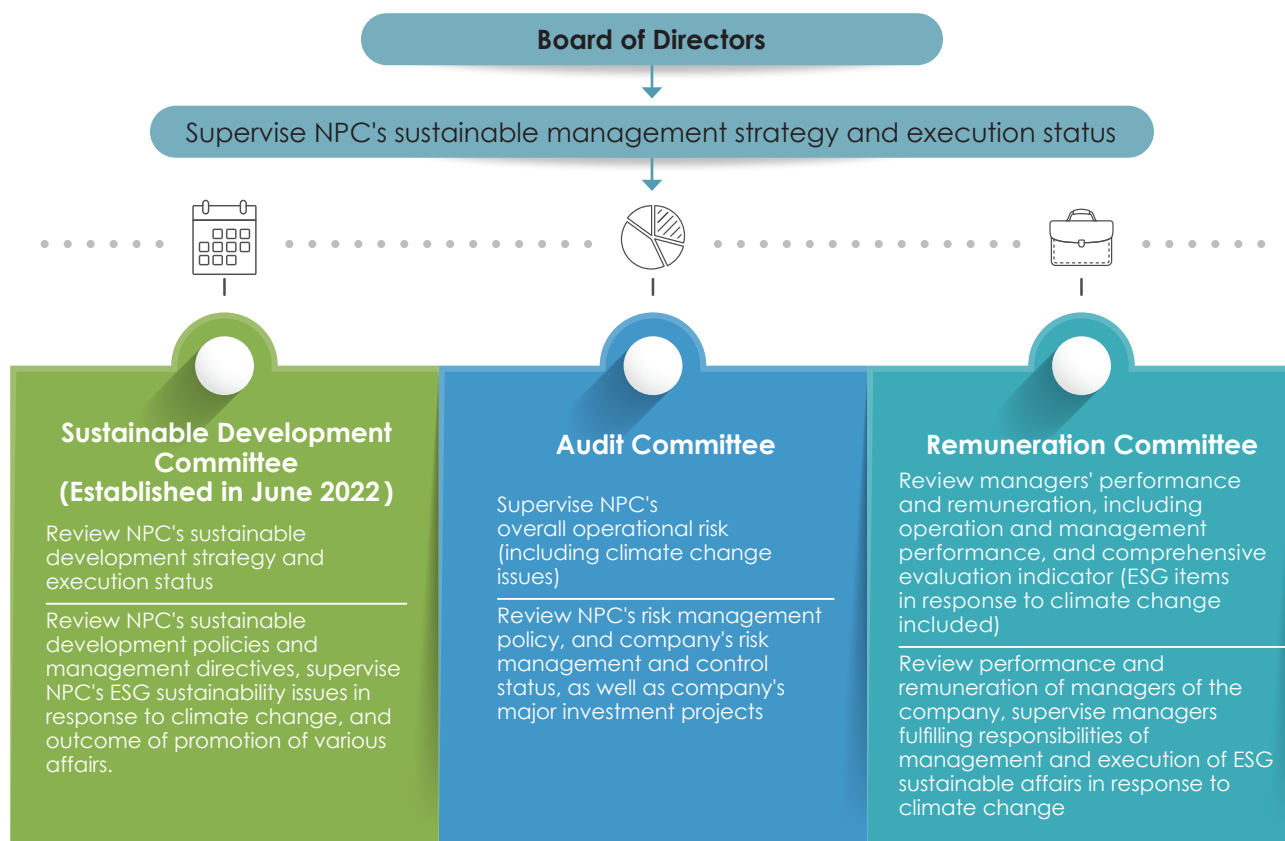 Board of Directors
Supervise NPC's sustainable management strategy and execution status
Sustainable Development
Committee
(Established in June 2022)
Review NPC's sustainable
development strategy and
execution status
Review NPC's sustainable
development policies and
management directives, supervise
NPC's ESG sustainability issues in
response to climate change, and
outcome of promotion of various
affairs.
Audit Committee
Supervise NPC's
overall operational risk
(including climate change
issues)
Review NPC's risk management
policy, and company's risk
management and control
status, as well as company's
major investment projects
Remuneration Committee
Review managers' performance
and remuneration, including
operation and management
performance, and comprehensive
evaluation indicator (ESG items
in response to climate change
included)
Review performance and
remuneration of managers of the
company, supervise managers
fulfilling responsibilities of
management and execution of ESG
sustainable affairs in response to
climate change